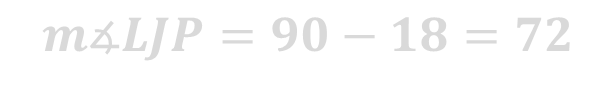 m∡LJP = 90 − 18 = 72